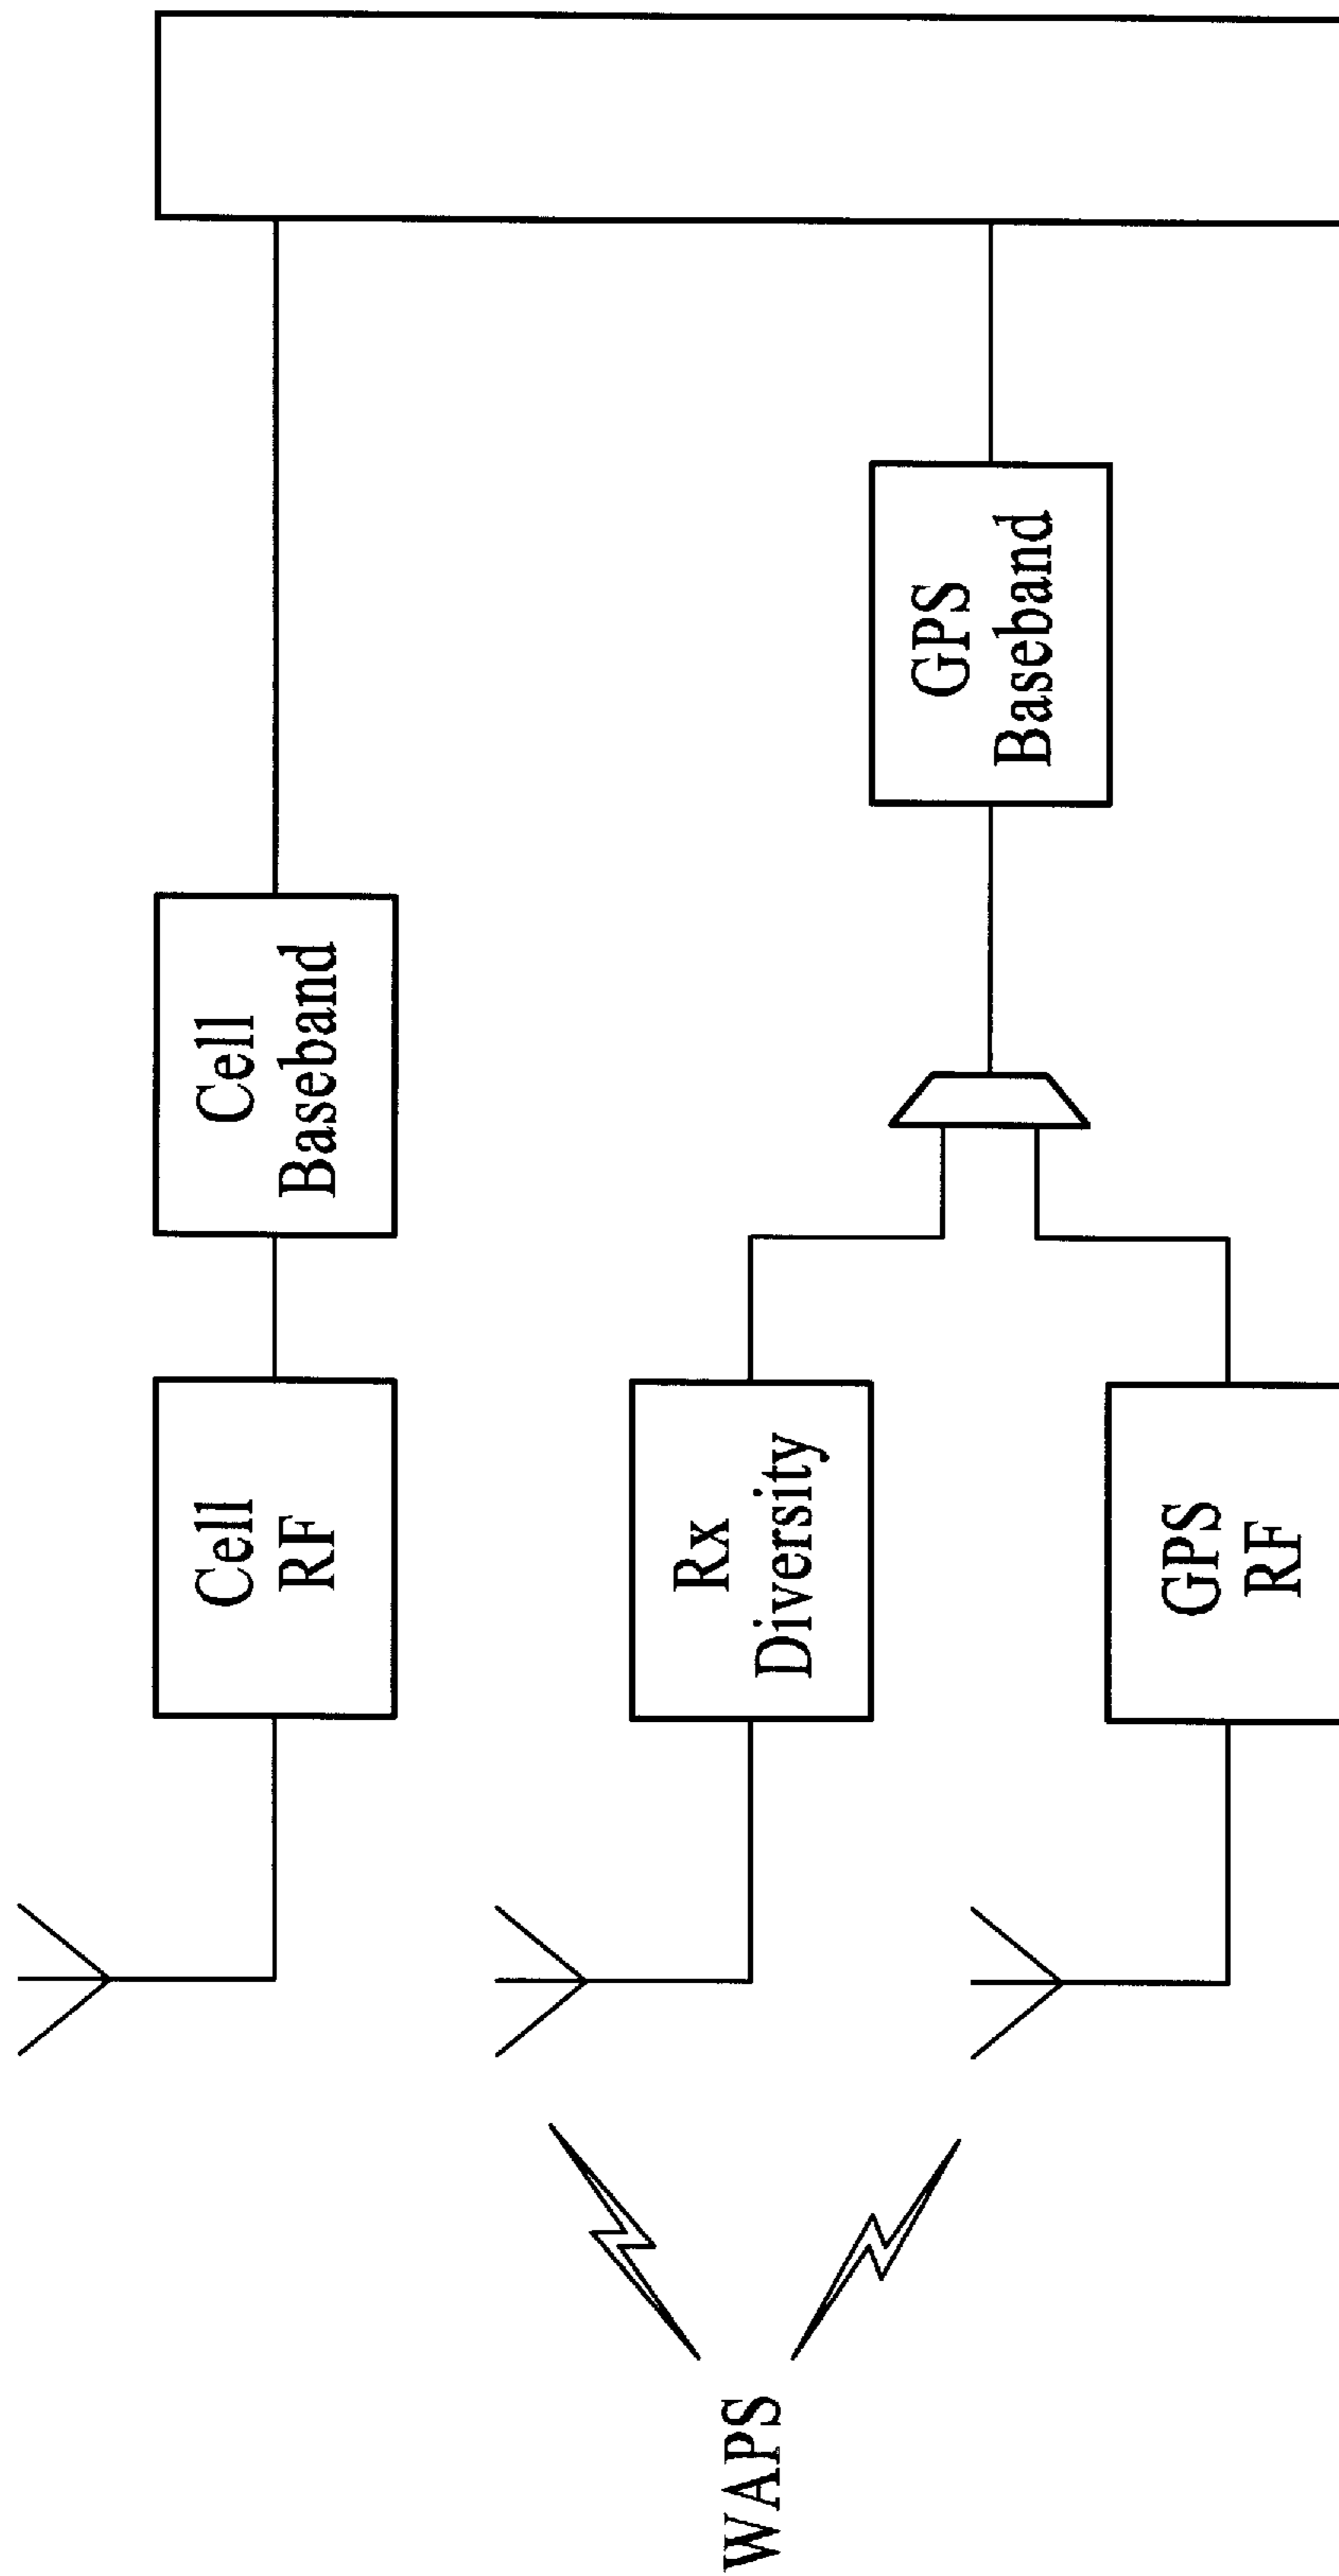 Cell
RF
Cell
Baseband
WAPS
Rx
Diversity
GPS
Baseband
GPS
RF